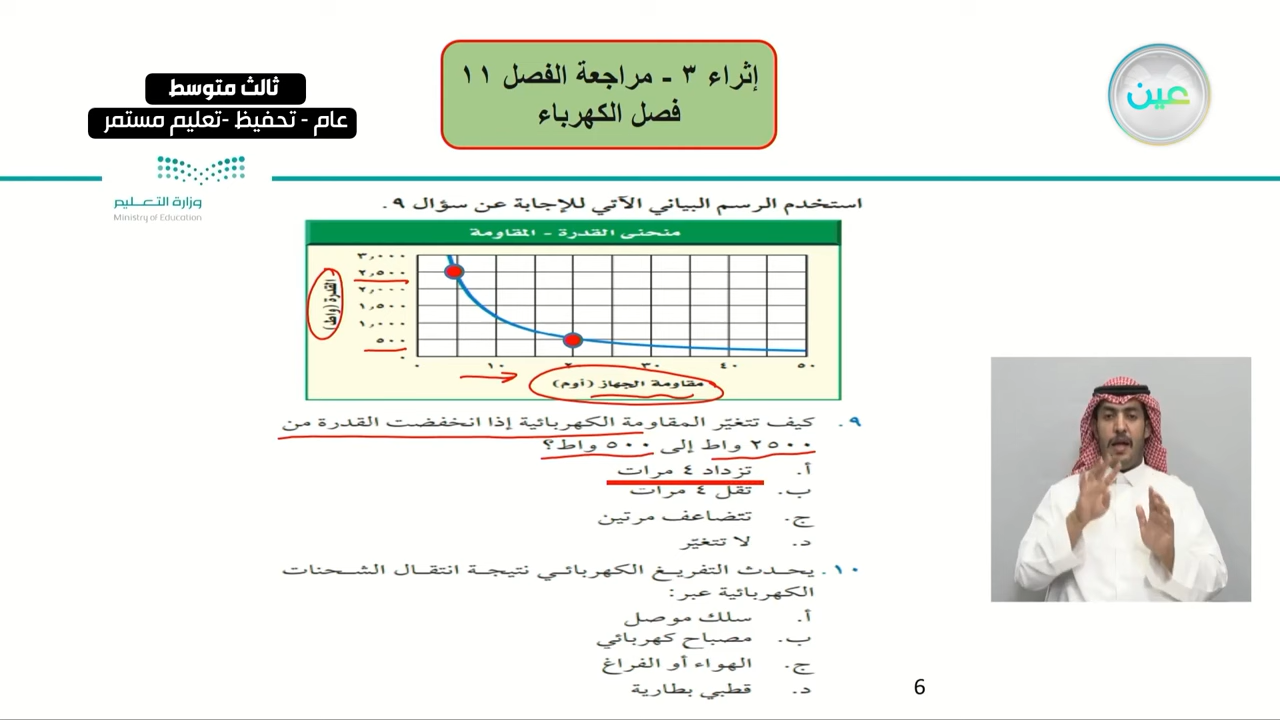 إثراء ٣ - مراجعة الفصل ١١
فصل الكهرباء
ثالث متوسط
عام - تحفيظ -تعليم مستمر
وزارة التعـــليم
Ministry of Education
عين
استخدم الرسم البياني الآتي للإجابة عن سؤال ٩.
منحنى القدرة - المقاومة
القدرة (واط)
٣,٠٠٠
٢,٥٠٠
٢,٠٠٠
١,٥٠٠
١,٠٠٠
٥٠٠
٠
٠ ١٠ ٢٠ ٣٠ ٤٠ ٥٠
مقاومة الجهاز (أوم)
٩. كيف تتغيّر المقاومة الكهربائية إذا انخفضت القدرة من
٢٥٠٠ واط إلى ٥٠٠ واط؟
أ. تزداد ٤ مرات
ب. تقل ٤ مرات
ج. تتضاعف مرتين
د. لا تتغيّر
١٠. يحدث التفريغ الكهربائي نتيجة انتقال الشحنات
الكهربائية عبر:
أ. سلك موصل
ب. مصباح كهربائي
ج. الهواء أو الفراغ
د. قطبي بطارية
6